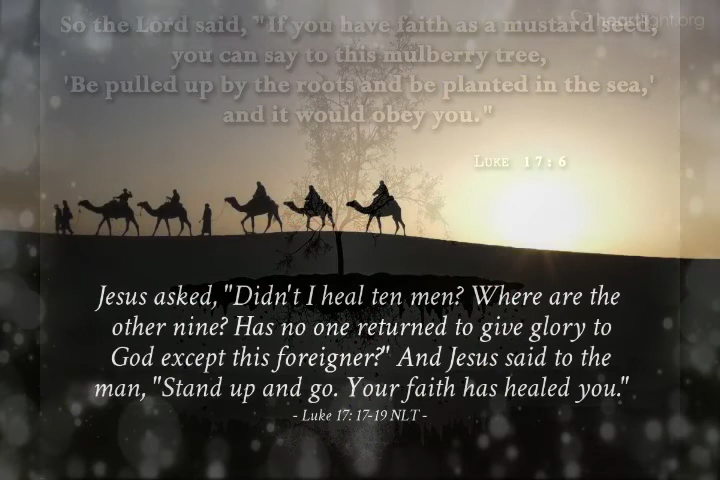 heartlight.org
So the Lord said, "If you have faith as a mustard seed,
you can say to this mulberry tree,
'Be pulled up by the roots and be planted in the sea,'
and it would obey you."
Luke 17:6
Jesus asked, "Didn't I heal ten men? Where are the
other nine? Has no one returned to give glory to
God except this foreigner?" And Jesus said to the
man, "Stand up and go. Your faith has healed you."
- Luke 17: 17-19 NLT -